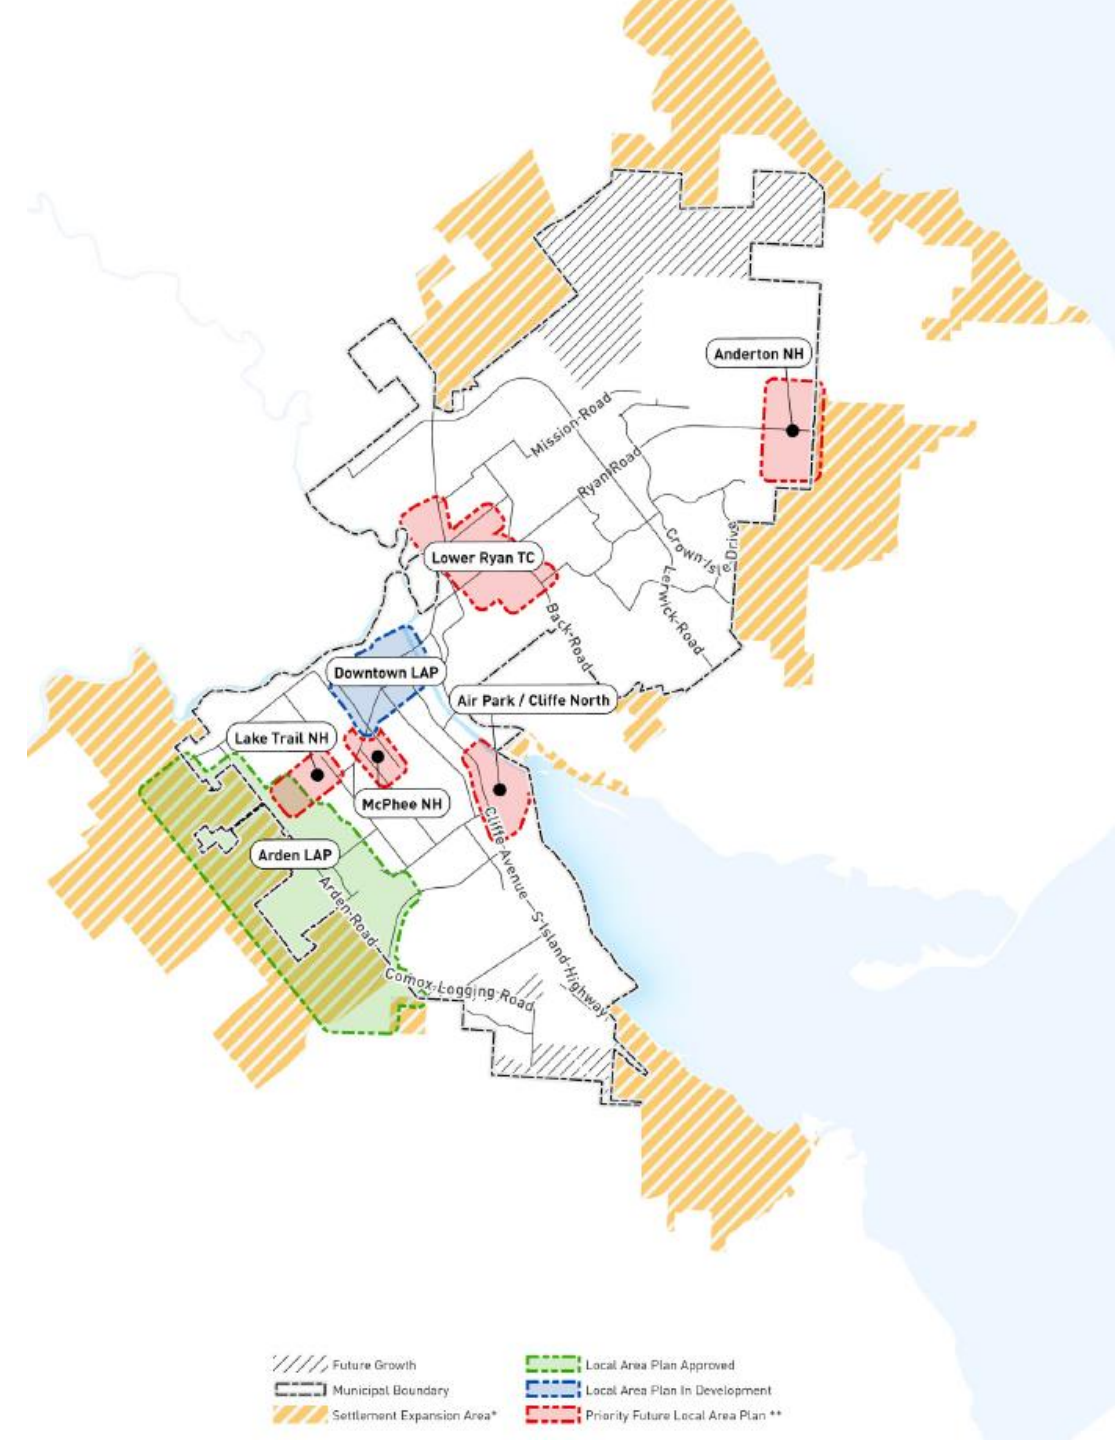 Anderton NH
Mission Road
Ryan Road
Crown Isle Drive
Lerwick Road
Lower Ryan TC
Back Road
Downtown LAP
Air Park / Cliffe North
Lake Trail NH
McPhee NH
Cliffe Avenue
Arden LAP
Arden Road
S Island Highway
Comox Logging Road
Future Growth
Municipal Boundary
Settlement Expansion Area*
Local Area Plan Approved
Local Area Plan In Development
Priority Future Local Area Plan **